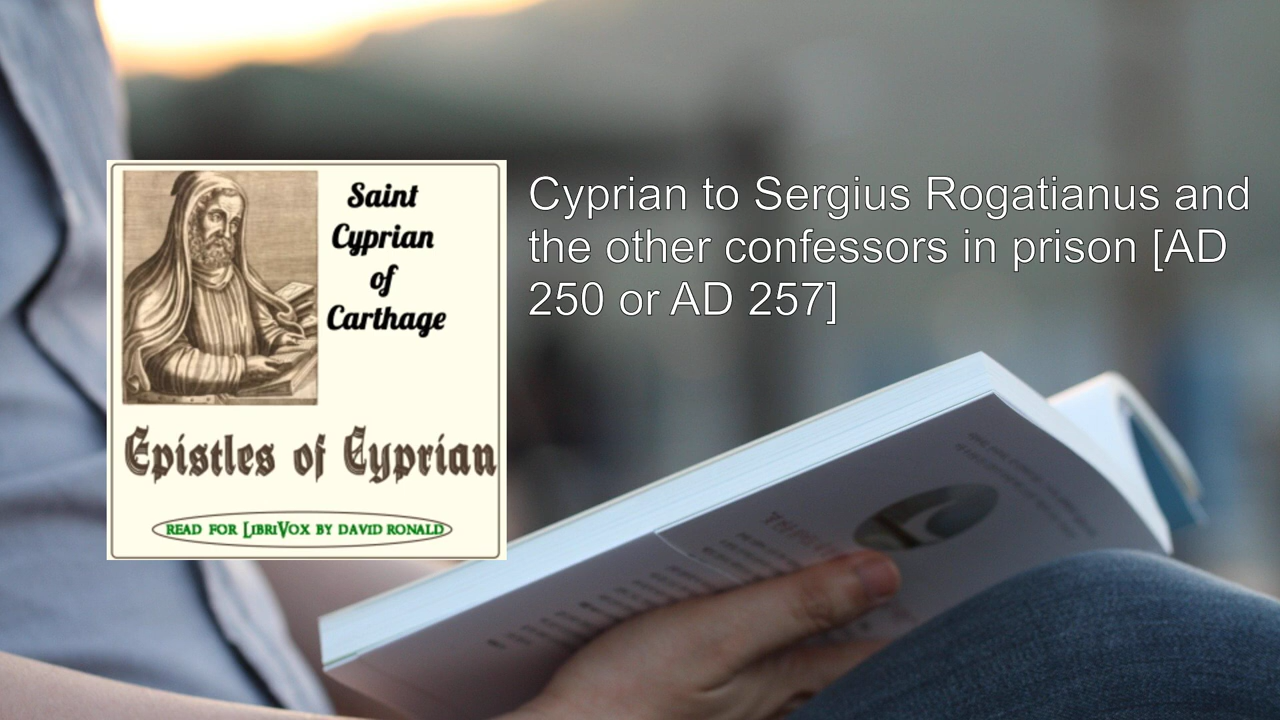 Saint
Cyprian
of
Carthage
Epistles of Cyprian
READ FOR LIBRIVOX BY DAVID RONALD
Cyprian to Sergius Rogatianus and
the other confessors in prison [AD
250 or AD 257]